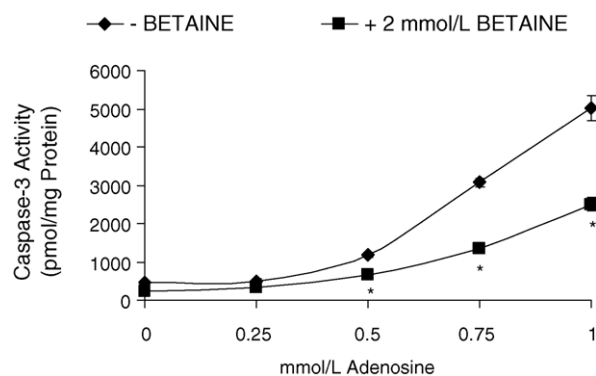 - BETAINE + 2 mmol/L BETAINE
Caspase-3 Activity
(pmol/mg Protein)
6000
5000
4000
3000
2000
1000
0
*
*
*
0 0.25 0.5 0.75 1
mmol/L Adenosine